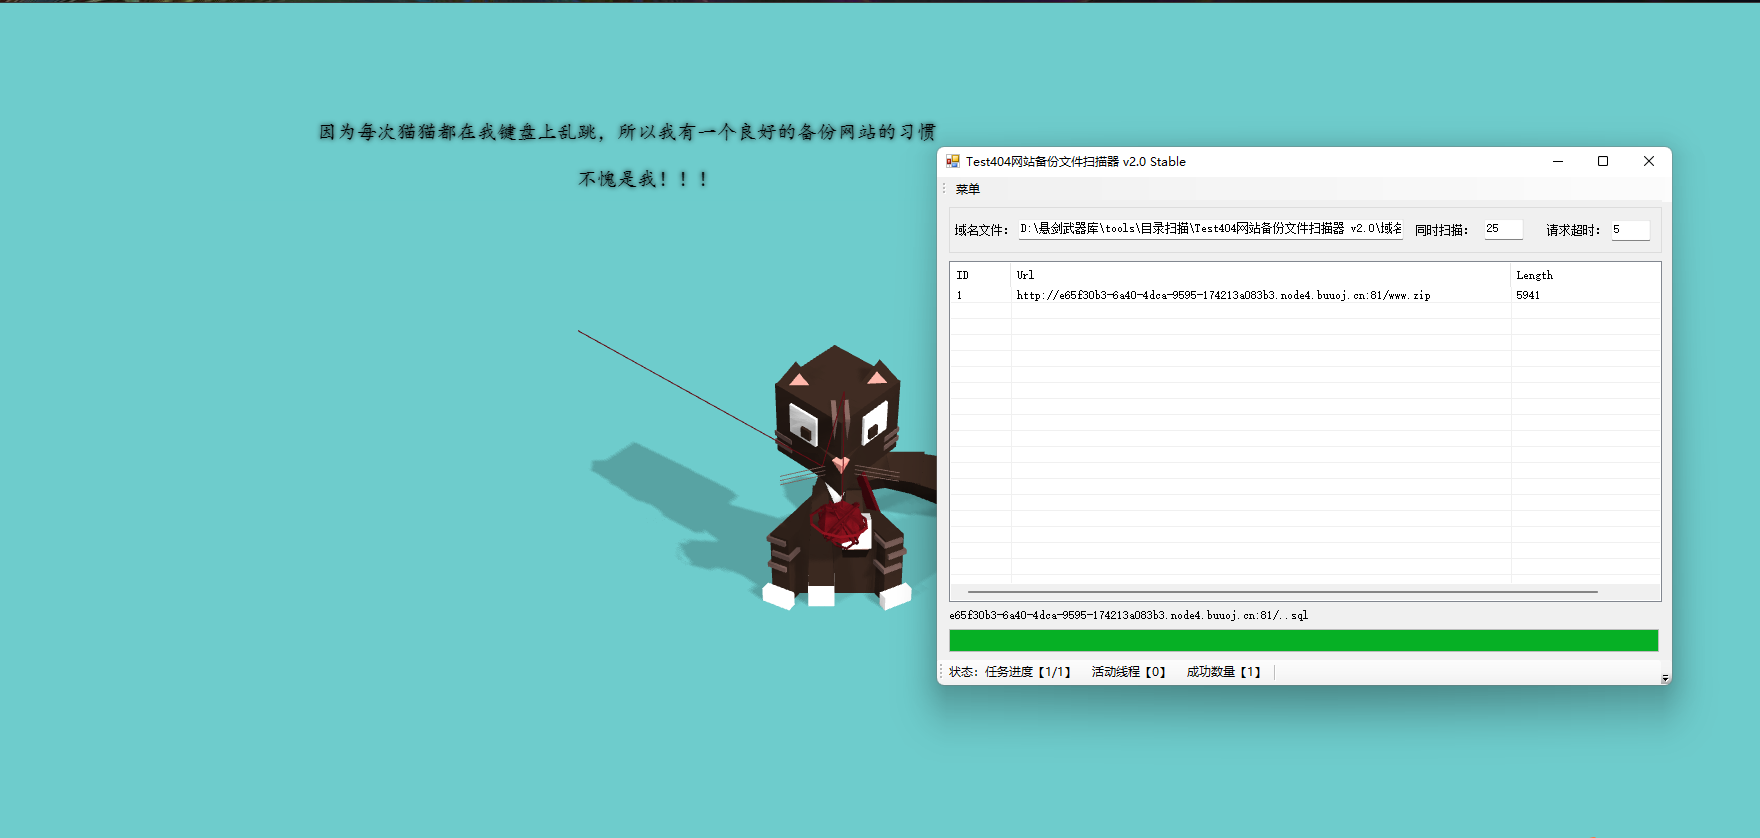 因为每次猫猫都在我键盘上乱跳，所以我有一个良好的备份网站的习惯
不愧是我！！！
Test404网站备份文件扫描器 v2.0 Stable
菜单
域名文件： D:\悬剑武器库\tools\目录扫描\Test404网站备份文件扫描器 v2.0\域名 同时扫描： 25 请求超时： 5
ID Url Length
1 http://e65f30b3-6a40-4dca-9595-174213a083b3.node4.buuoj.cn:81/www.zip 5941
e65f30b3-6a40-4dca-9595-174213a083b3.node4.buuoj.cn:81/..sql
状态： 任务进度【1/1】 活动线程【0】 成功数量【1】